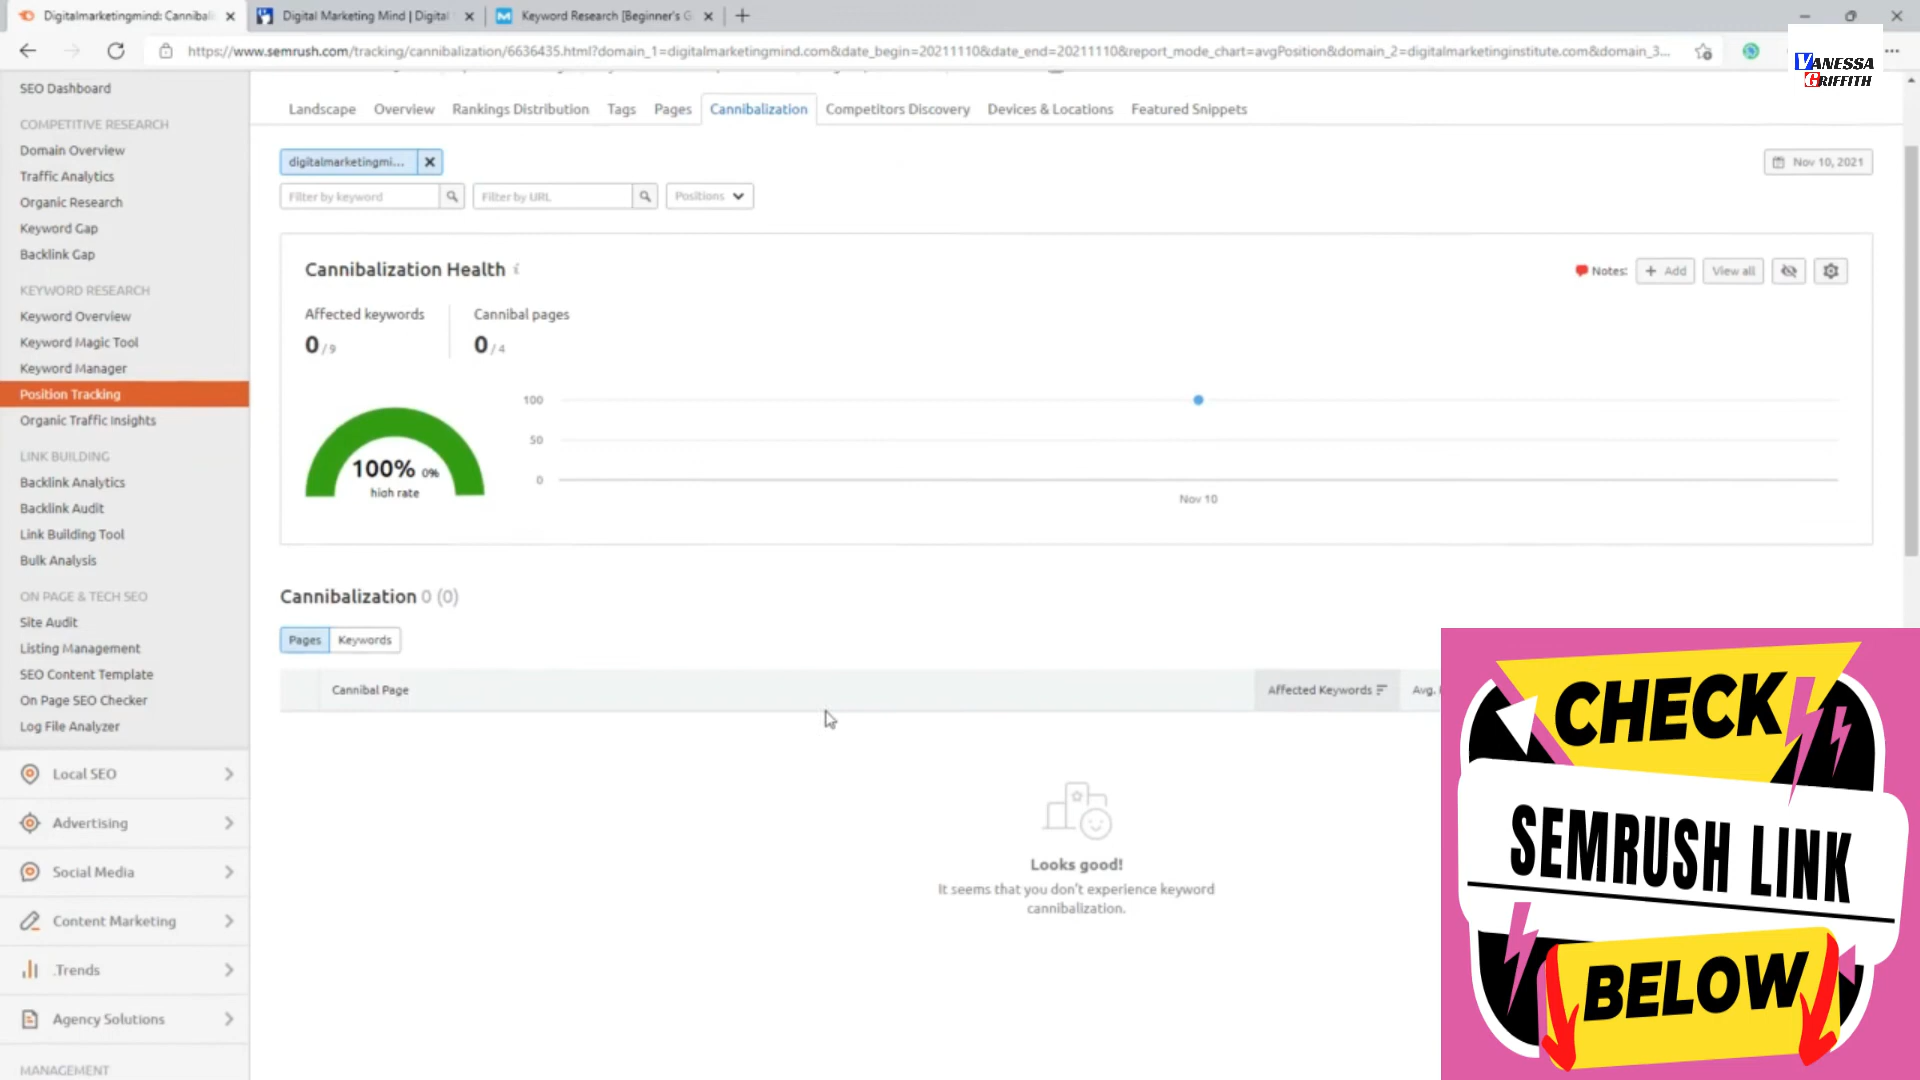 Digitalmarketingmind: Cannibali
Digital Marketing Mind | Digital
Keyword Research [Beginner's G
https://www.semrush.com/tracking/cannibalization/6636435.html?domain_1=digitalmarketingmind.com&date_begin=20211110&date_end=20211110&report_mode_chart=avgPosition&domain_2=digitalmarketinginstitute.com&domain_3...
VANESSA
GRIFFITH
SEO Dashboard
COMPETITIVE RESEARCH
Domain Overview
Traffic Analytics
Organic Research
Keyword Gap
Backlink Gap
KEYWORD RESEARCH
Keyword Overview
Keyword Magic Tool
Keyword Manager
Position Tracking
Organic Traffic Insights
LINK BUILDING
Backlink Analytics
Backlink Audit
Link Building Tool
Bulk Analysis
ON PAGE & TECH SEO
Site Audit
Listing Management
SEO Content Template
On Page SEO Checker
Log File Analyzer
Local SEO
Advertising
Social Media
Content Marketing
.Trends
Agency Solutions
MANAGEMENT
Landscape Overview Rankings Distribution Tags Pages Cannibalization Competitors Discovery Devices & Locations Featured Snippets
digitalmarketingmi...
Nov 10, 2021
Filter by keyword Filter by URL Positions
Cannibalization Health i
Notes: + Add View all
Affected keywords Cannibal pages
0 / 9 0 / 4
100
50
0
100% 0%
high rate
Nov 10
Cannibalization 0 (0)
Pages Keywords
Cannibal Page Affected Keywords Avg.
Looks good!
It seems that you don't experience keyword
cannibalization.
CHECK
SEMRUSH LINK
BELOW